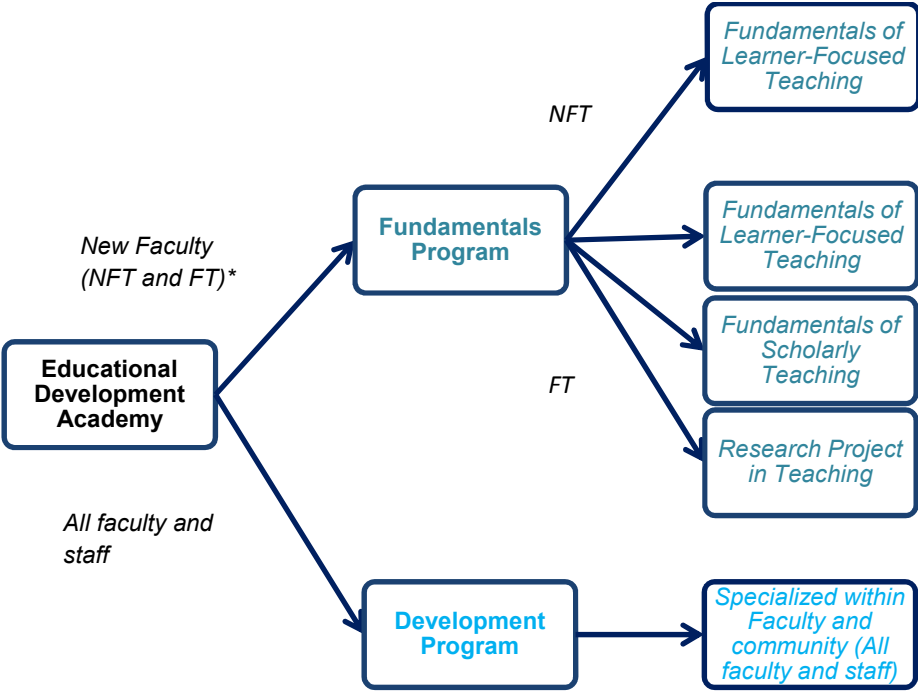 Fundamentals of
Learner-Focused
Teaching
NFT
Fundamentals
Program
Fundamentals of
Learner-Focused
Teaching
New Faculty
(NFT and FT)*
Fundamentals of
Scholarly
Teaching
Educational
Development
Academy
FT
Research Project
in Teaching
All faculty and
staff
Development
Program
Specialized within
Faculty and
community (All
faculty and staff)